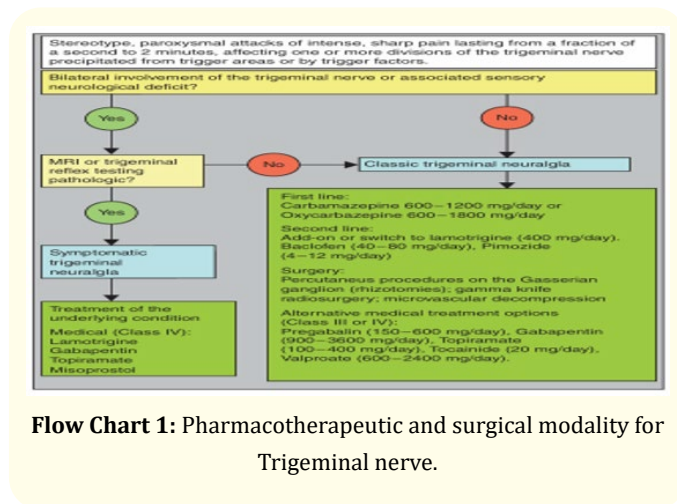 Stereotype, paroxysmal attacks of intense, sharp pain lasting from a fraction of
a second to 2 minutes, affecting one or more divisions of the trigeminal nerve
precipitated from trigger areas or by trigger factors.
Bilateral involvement of the trigeminal nerve or associated sensory
neurological deficit?
Yes
No
MRI or trigeminal
reflex testing
pathologic?
No
Classic trigeminal neuralgia
Yes
Symptomatic
trigeminal
neuralgia
Treatment of the
underlying condition
Medical (Class IV):
Lamotrigine
Gabapentin
Topiramate
Misoprostol
First line:
Carbamazepine 600–1200 mg/day or
Oxycarbazepine 600–1800 mg/day
Second line:
Add-on or switch to lamotrigine (400 mg/day).
Baclofen (40–80 mg/day), Pimozide
(4–12 mg/day)
Surgery:
Percutaneous procedures on the Gasserian
ganglion (rhizotomies); gamma knife
radiosurgery; microvascular decompression
Alternative medical treatment options
(Class III or IV):
Pregabalin (150–600 mg/day), Gabapentin
(900–3600 mg/day), Topiramate
(100–400 mg/day), Tocainide (20 mg/day),
Valproate (600–2400 mg/day).
Flow Chart 1: Pharmacotherapeutic and surgical modality for
Trigeminal nerve.